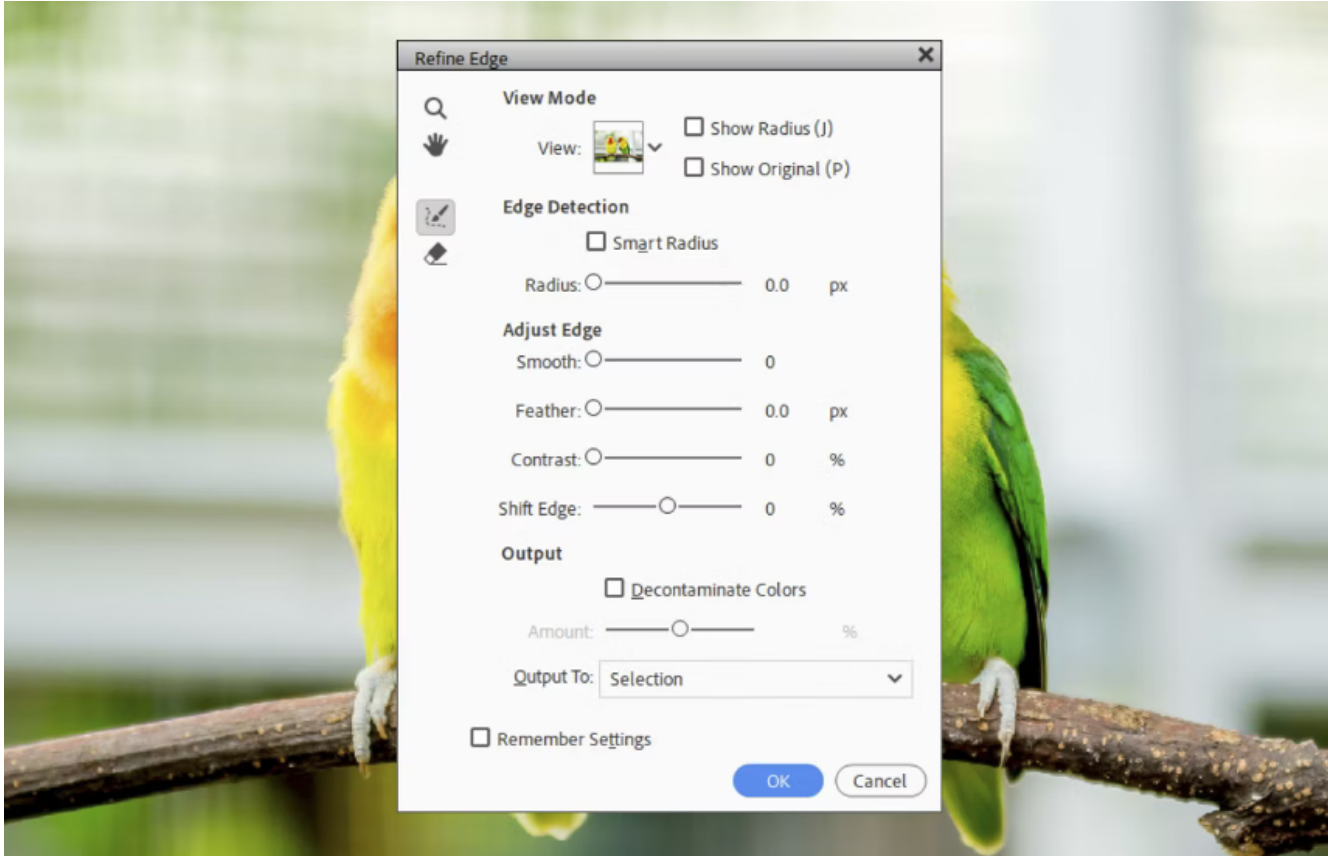 Refine Edge
View Mode
View:
Show Radius (J)
Show Original (P)
Edge Detection
Smart Radius
Radius: 0.0 px
Adjust Edge
Smooth: 0
Feather: 0.0 px
Contrast: 0 %
Shift Edge: 0 %
Output
Decontaminate Colors
Amount: %
Output To: Selection
Remember Settings
OK Cancel